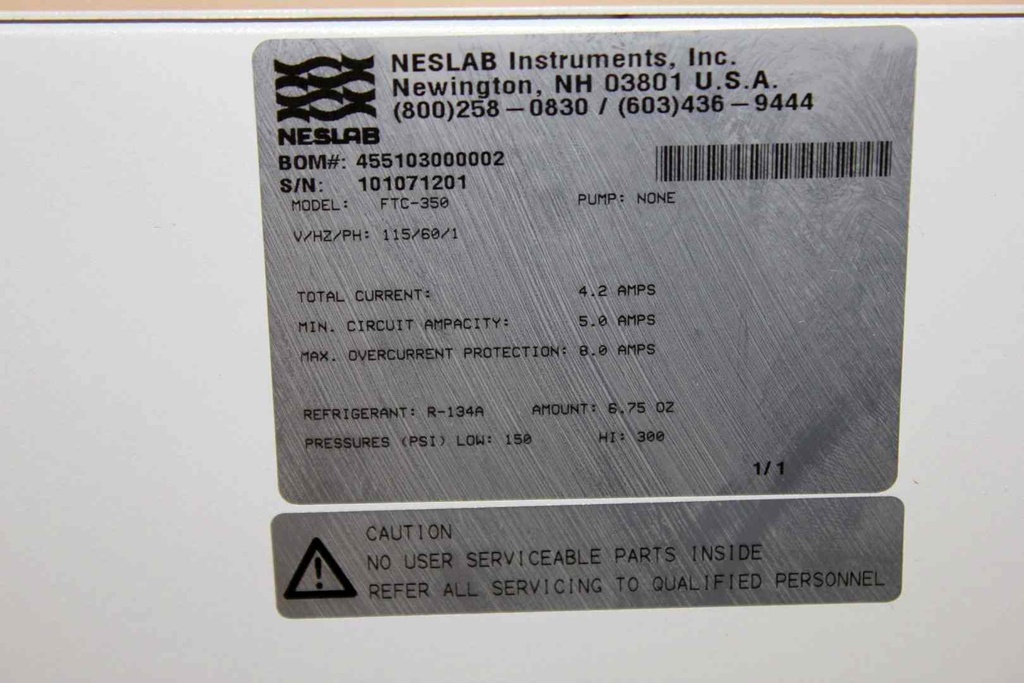 NESLAB Instruments, Inc.
Newington, NH 03801 U.S.A.
(800)258-0830 / (603)436-9444
NESLAB
BOM#: 455103000002
S/N: 101071201
MODEL: FTC-350 PUMP: NONE
V/HZ/PH: 115/60/1
TOTAL CURRENT: 4.2 AMPS
MIN. CIRCUIT AMPACITY: 5.0 AMPS
MAX. OVERCURRENT PROTECTION: 8.0 AMPS
REFRIGERANT: R-134A AMOUNT: 6.75 OZ
PRESSURES (PSI) LOW: 150 HI: 300
1/1
CAUTION
NO USER SERVICEABLE PARTS INSIDE
REFER ALL SERVICING TO QUALIFIED PERSONNEL